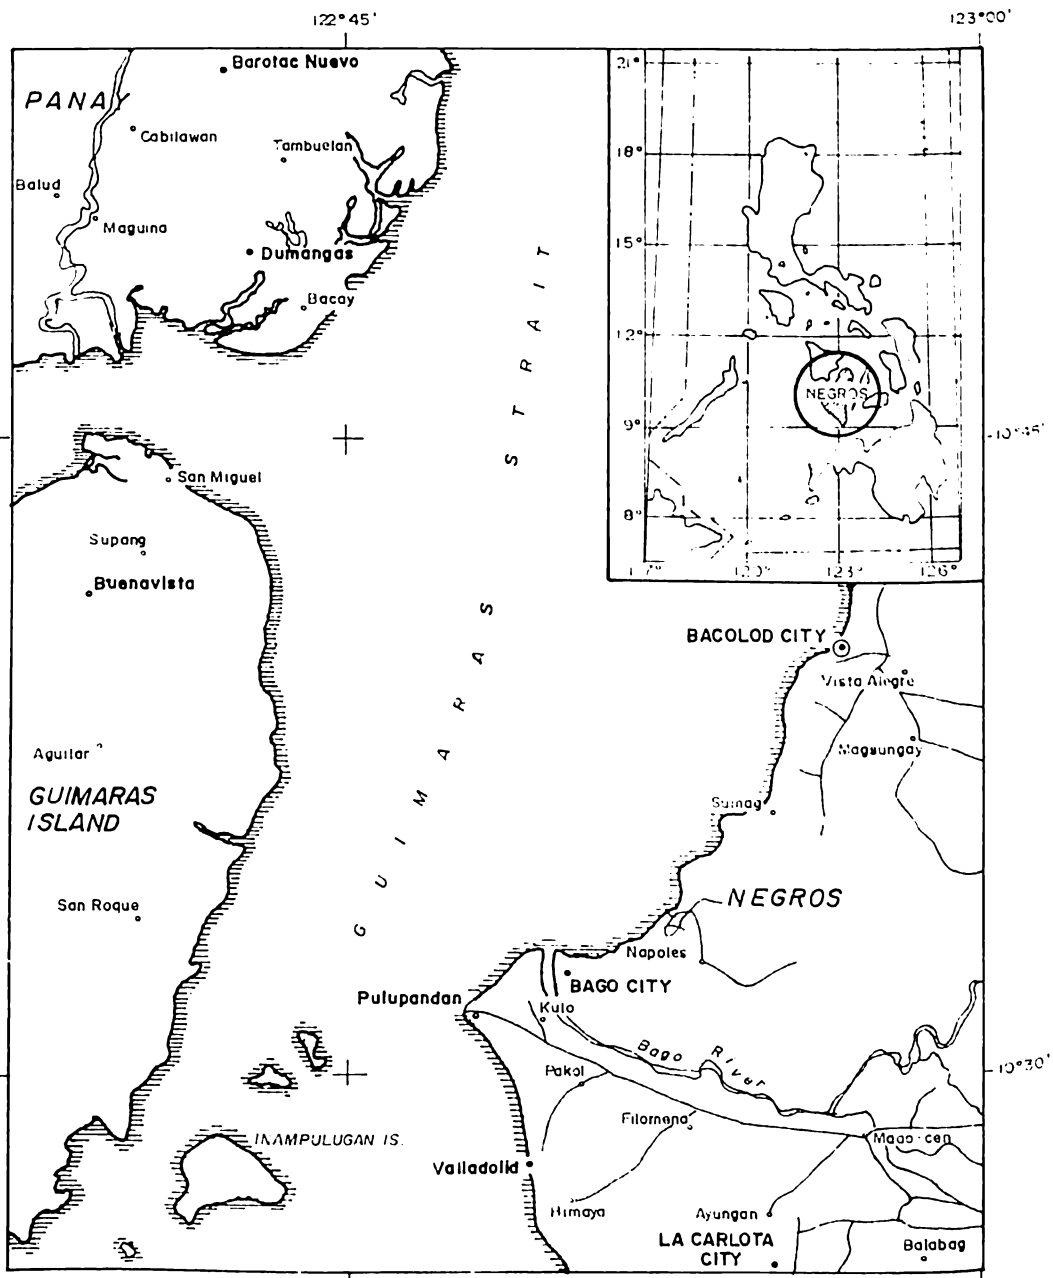 122°45'
123°00'
Barotac Nuevo
PANAY
Cabilawan
Tambuelan
Balud
Maguina
Dumangas
Bacay
21°
18°
15°
12°
9°
8°
NEGROS
120°
123°
126°
10°45'
GUIMARAS STRAIT
San Miguel
Supang
Buenavista
BACOLOD CITY
Vista Alegre
Magsungay
Aguilar
GUIMARAS
ISLAND
Sumag
San Roque
NEGROS
Napoles
BAGO CITY
Pulupandan
Kulo
Bago River
10°30'
Pakol
Filomena
INAMPULUGAN IS.
Valladolid
Himaya
Ayungan
LA CARLOTA
CITY
Balabag